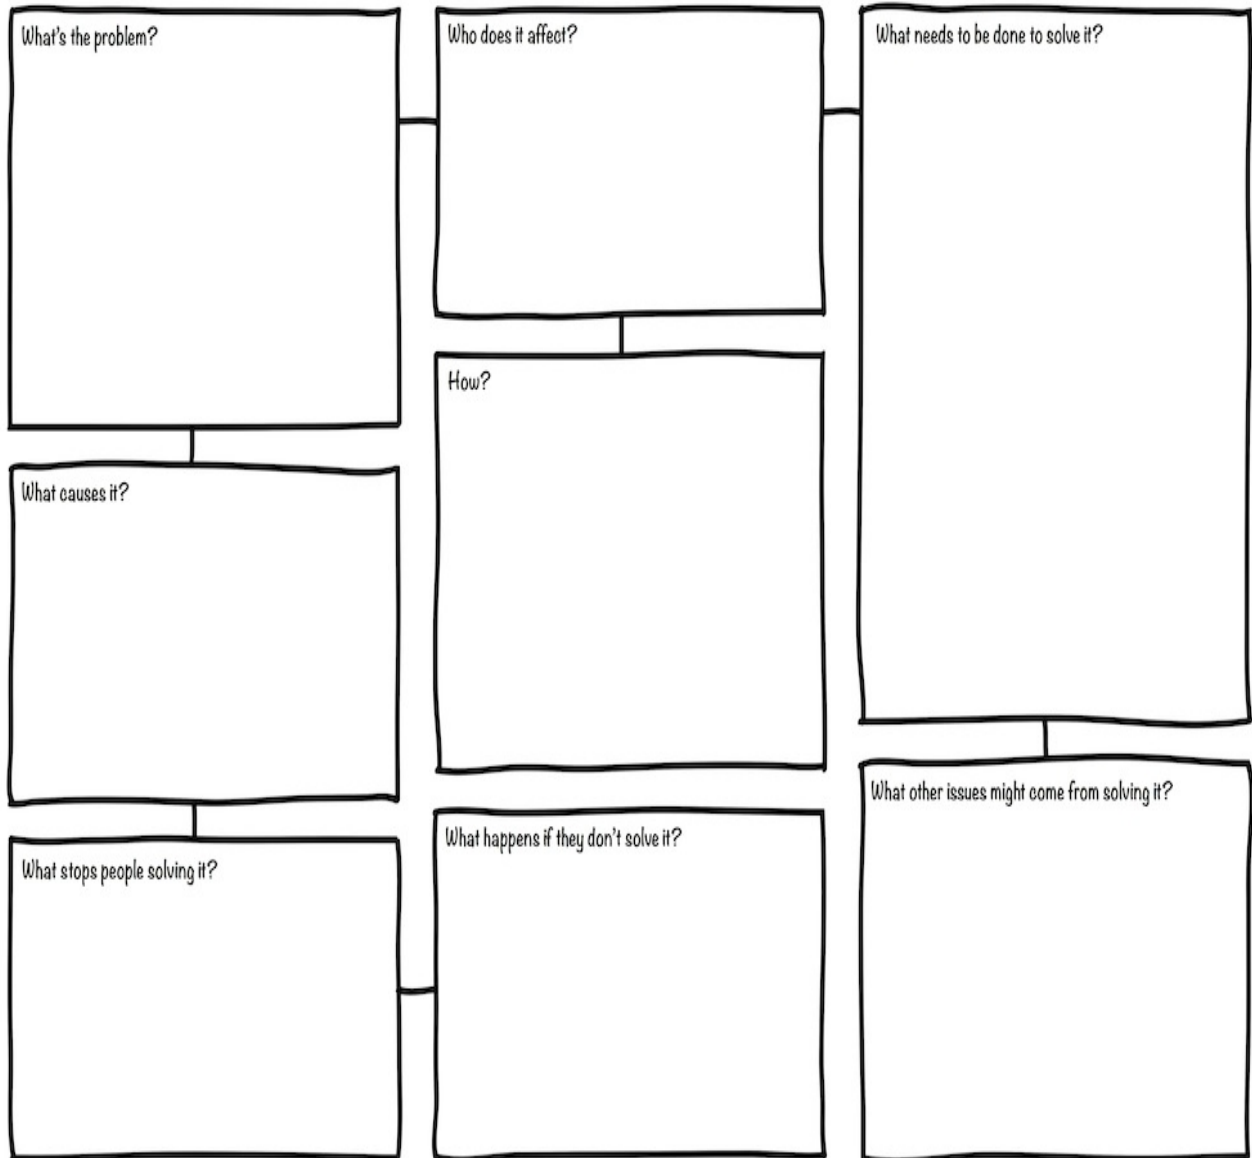 What's the problem?
Who does it affect?
What needs to be done to solve it?
How?
What causes it?
What other issues might come from solving it?
What happens if they don't solve it?
What stops people solving it?